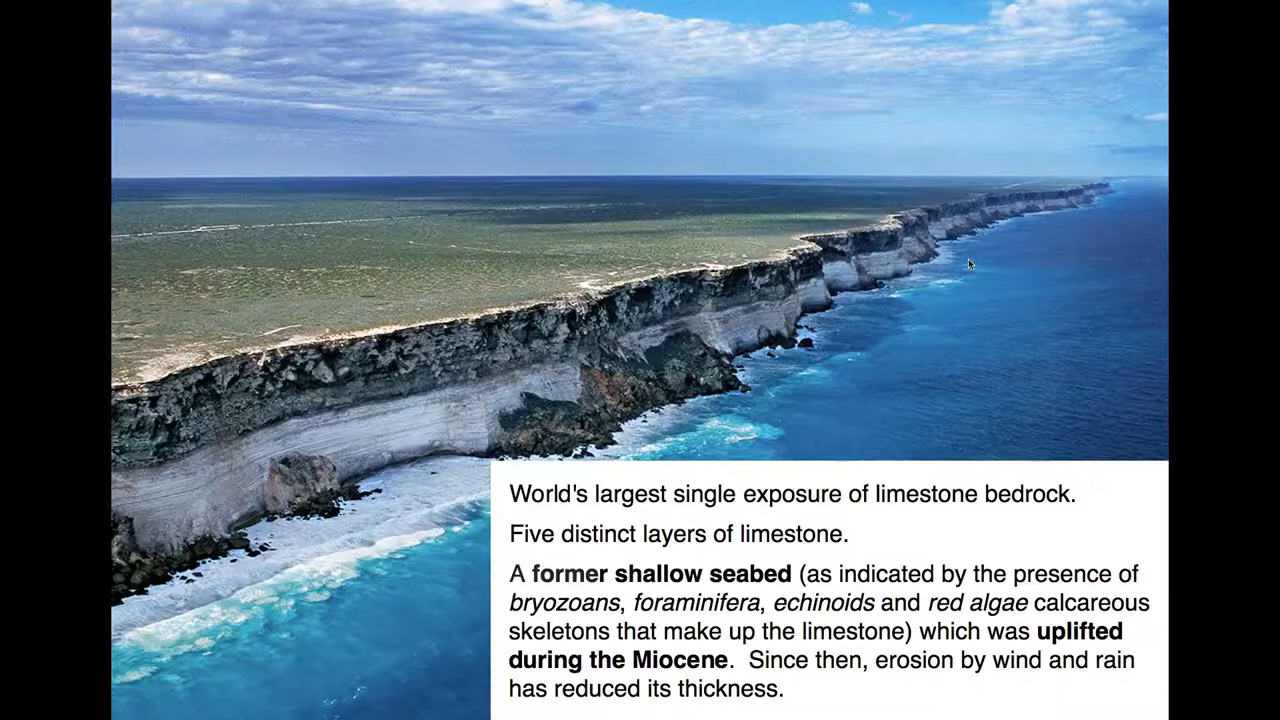 World's largest single exposure of limestone bedrock.
Five distinct layers of limestone.
A former shallow seabed (as indicated by the presence of
bryozoans, foraminifera, echinoids and red algae calcareous
skeletons that make up the limestone) which was uplifted
during the Miocene.  Since then, erosion by wind and rain
has reduced its thickness.